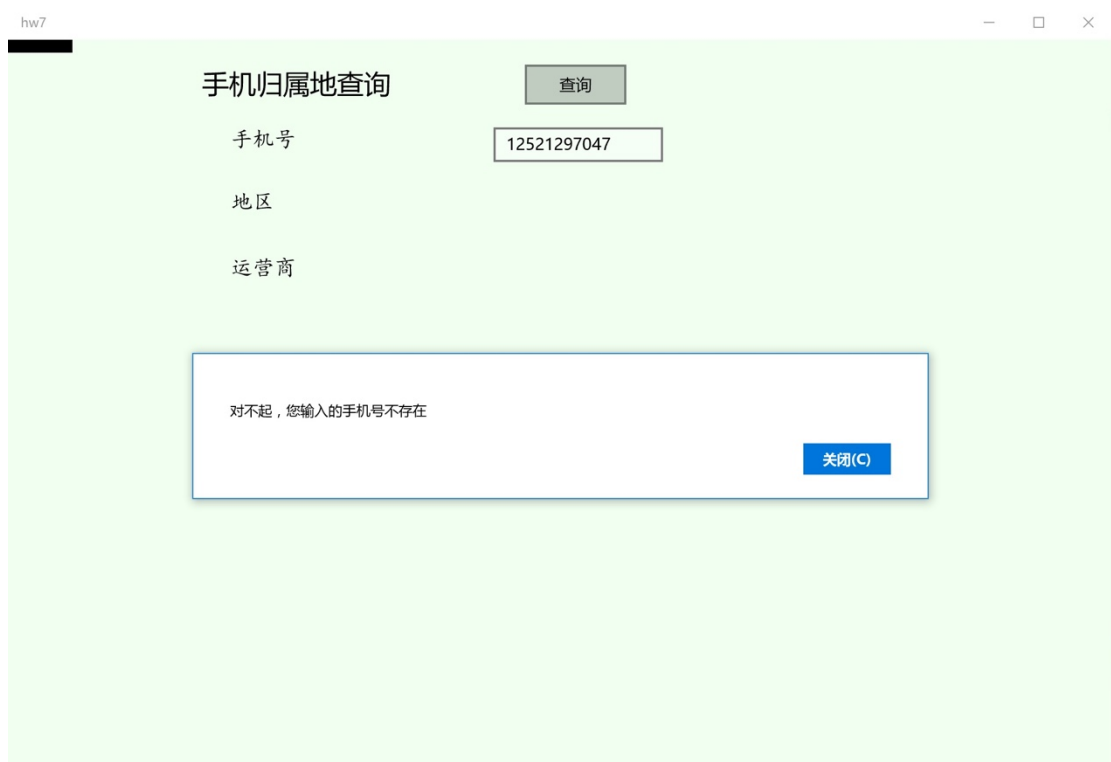 hw7
手机归属地查询
查询
手机号
12521297047
地区
运营商
对不起，您输入的手机号不存在
关闭(C)